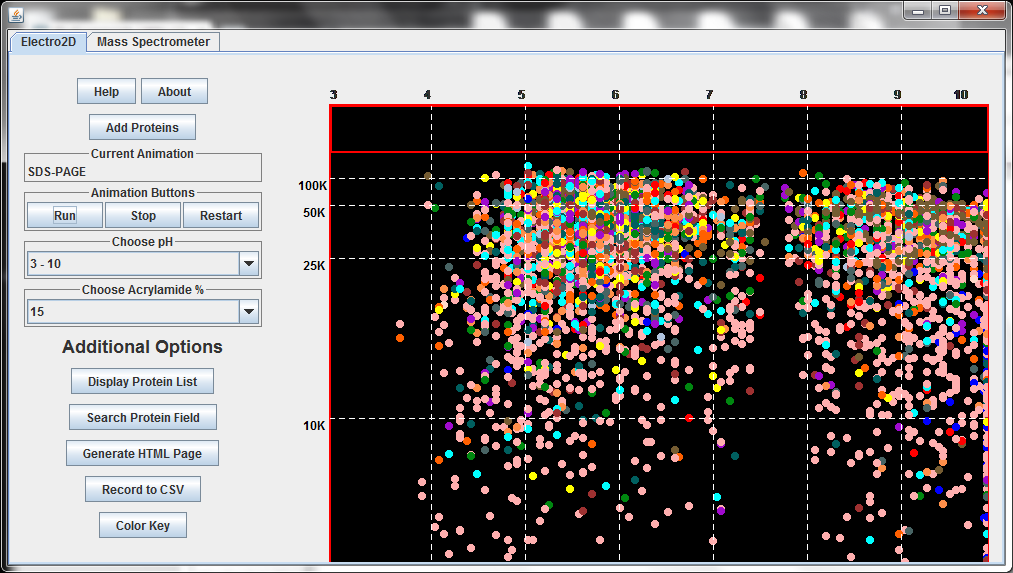 Electro2D Mass Spectrometer
Help About
Add Proteins
Current Animation
SDS-PAGE
Animation Buttons
Run Stop Restart
Choose pH
3 - 10
Choose Acrylamide %
15
Additional Options
Display Protein List
Search Protein Field
Generate HTML Page
Record to CSV
Color Key
3 4 5 6 7 8 9 10
100K
50K
25K
10K